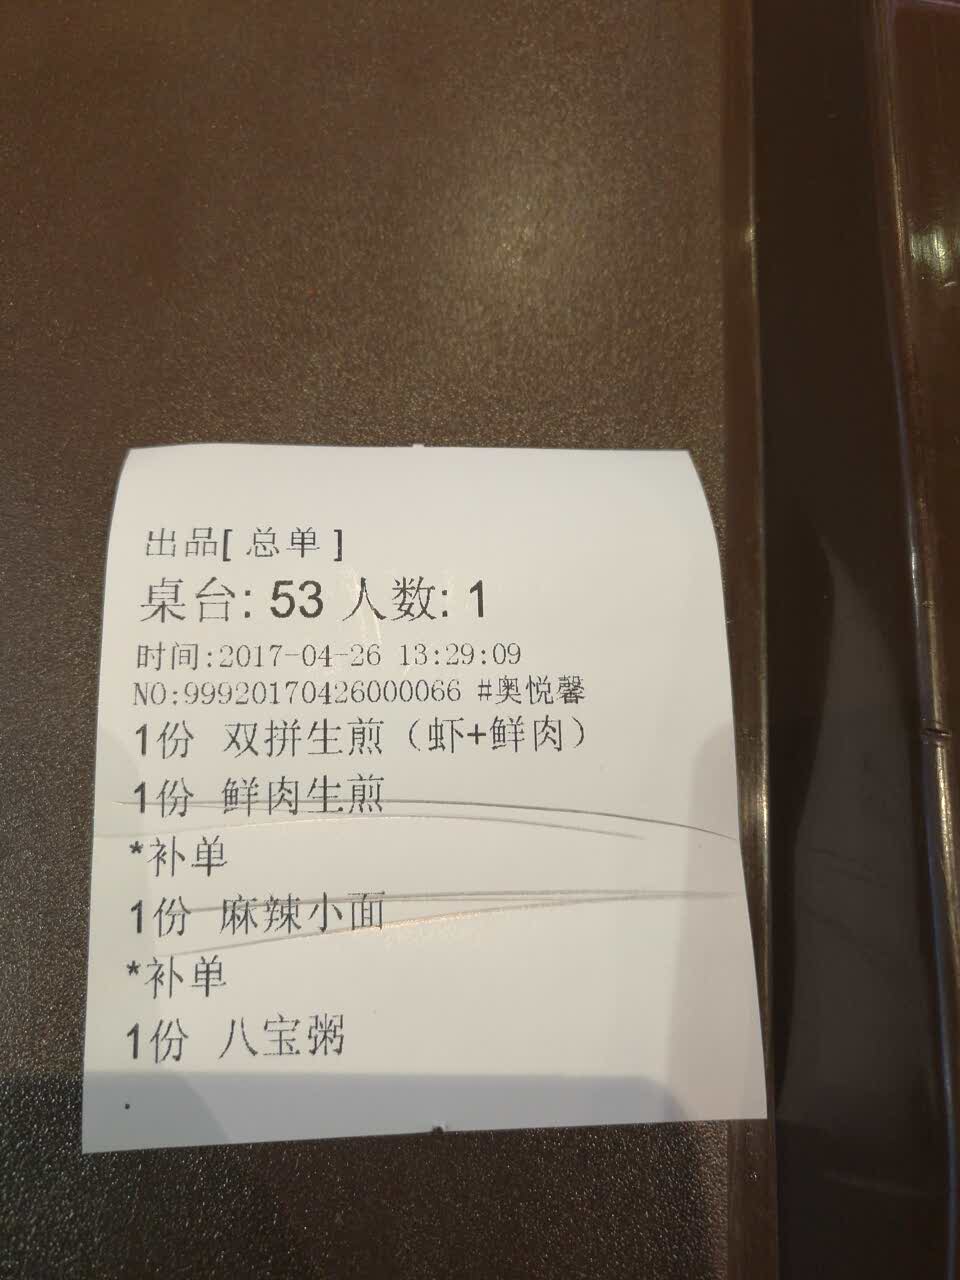 出品[ 总单 ]
桌台: 53 人数: 1
时间:2017-04-26 13:29:09
NO:99920170426000066 #奥悦馨
1份 双拼生煎（虾+鲜肉）
1份 鲜肉生煎
*补单
1份 麻辣小面
*补单
1份 八宝粥
.